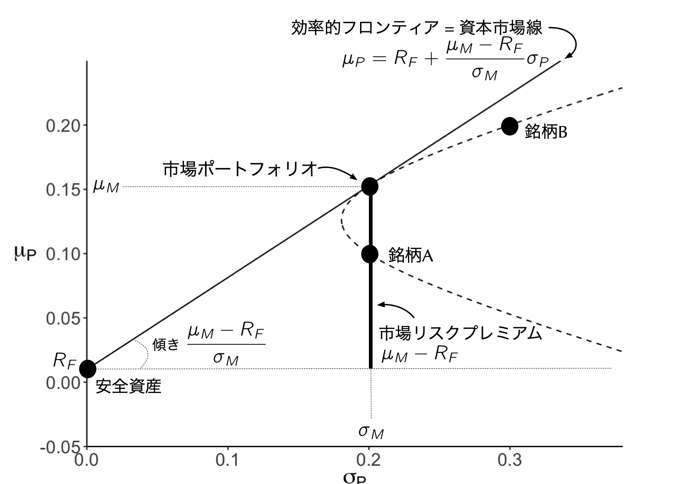 効率的フロンティア = 資本市場線
μP = RF + (μM − RF)/σM σP
0.20
銘柄B
市場ポートフォリオ
0.15
μM
μP
0.10
銘柄A
0.05
傾き (μM − RF)/σM
市場リスクプレミアム
μM − RF
RF
0.00
安全資産
σM
-0.05
0.0 0.1 0.2 0.3
σP